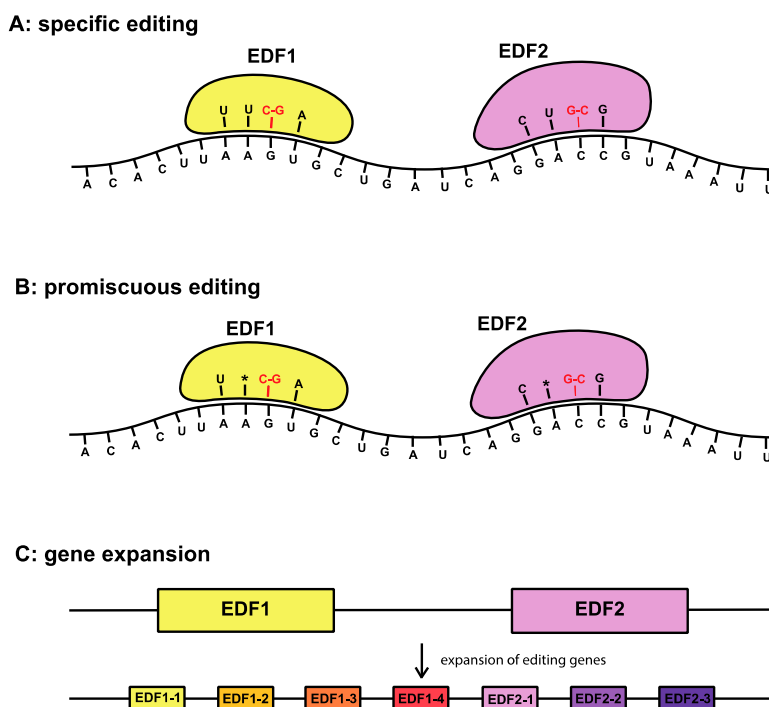 A: specific editing
EDF1 EDF2
U U C-G A C U G-C G
A C A C U U A A G U G C U G A U C A G G A C C G U A A A U U
B: promiscuous editing
EDF1 EDF2
U * C-G A C * G-C G
A C A C U U A A G U G C U G A U C A G G A C C G U A A A U U
C: gene expansion
EDF1 EDF2
expansion of editing genes
EDF1-1 EDF1-2 EDF1-3 EDF1-4 EDF2-1 EDF2-2 EDF2-3